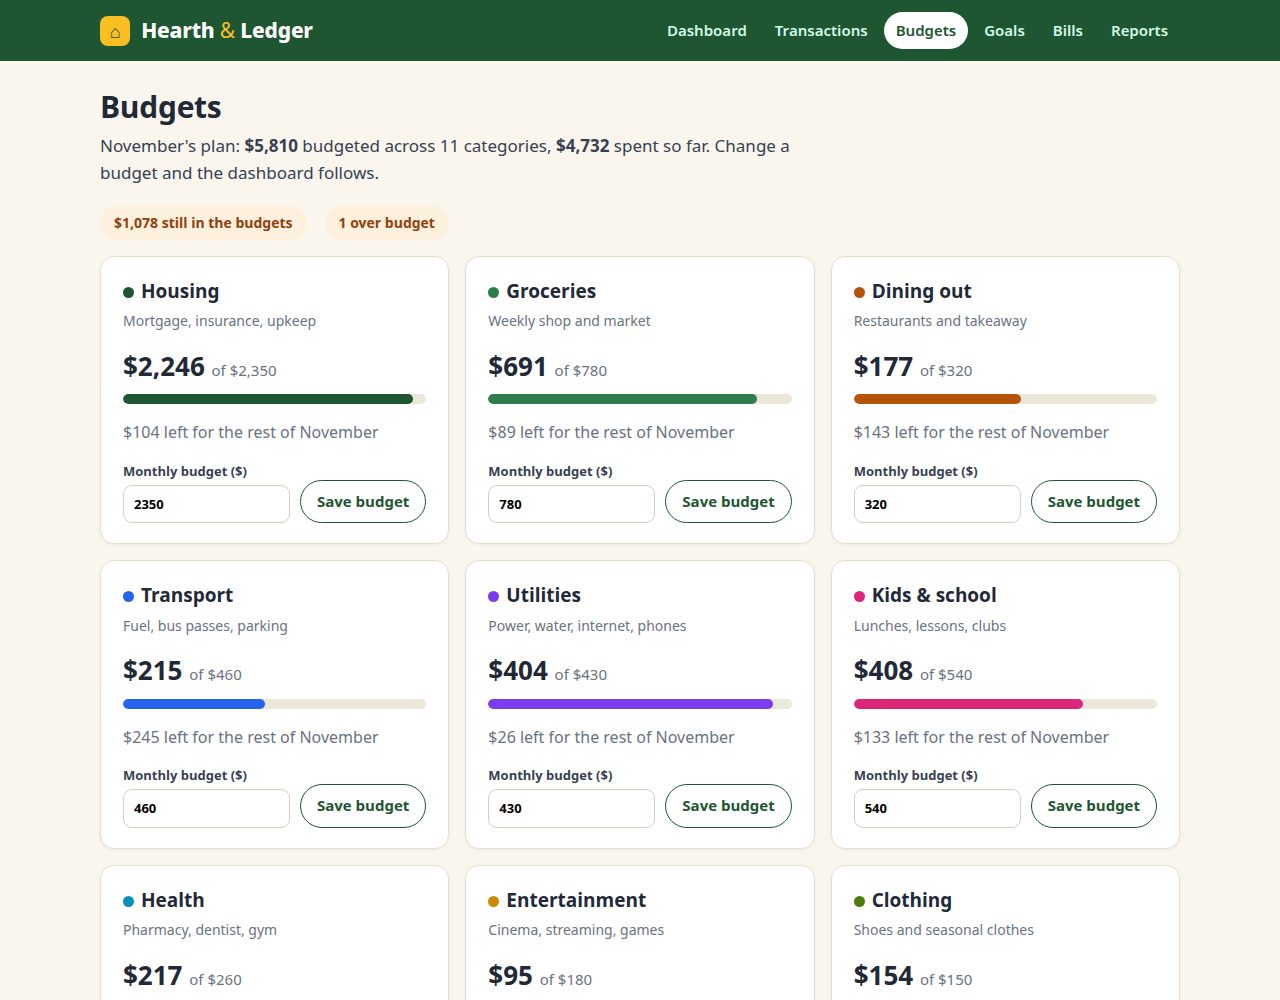 Hearth & Ledger
Dashboard Transactions Budgets Goals Bills Reports
Budgets
November's plan: $5,810 budgeted across 11 categories, $4,732 spent so far. Change a
budget and the dashboard follows.
$1,078 still in the budgets 1 over budget
Housing
Mortgage, insurance, upkeep
$2,246 of $2,350
$104 left for the rest of November
Monthly budget ($)
2350 Save budget
Groceries
Weekly shop and market
$691 of $780
$89 left for the rest of November
Monthly budget ($)
780 Save budget
Dining out
Restaurants and takeaway
$177 of $320
$143 left for the rest of November
Monthly budget ($)
320 Save budget
Transport
Fuel, bus passes, parking
$215 of $460
$245 left for the rest of November
Monthly budget ($)
460 Save budget
Utilities
Power, water, internet, phones
$404 of $430
$26 left for the rest of November
Monthly budget ($)
430 Save budget
Kids & school
Lunches, lessons, clubs
$408 of $540
$133 left for the rest of November
Monthly budget ($)
540 Save budget
Health
Pharmacy, dentist, gym
$217 of $260
Entertainment
Cinema, streaming, games
$95 of $180
Clothing
Shoes and seasonal clothes
$154 of $150